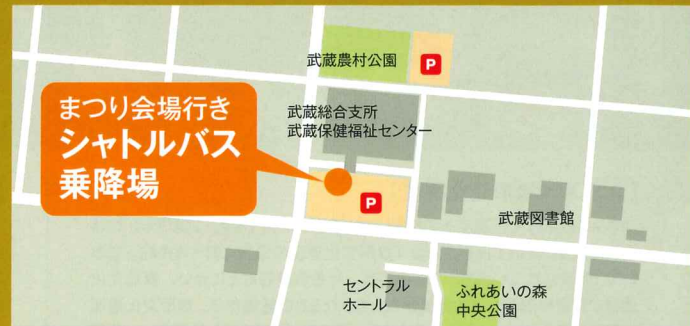 武蔵農村公園
P
まつり会場行き
シャトルバス
乗降場
武蔵総合支所
武蔵保健福祉センター
P
武蔵図書館
セントラル
ホール
ふれあいの森
中央公園